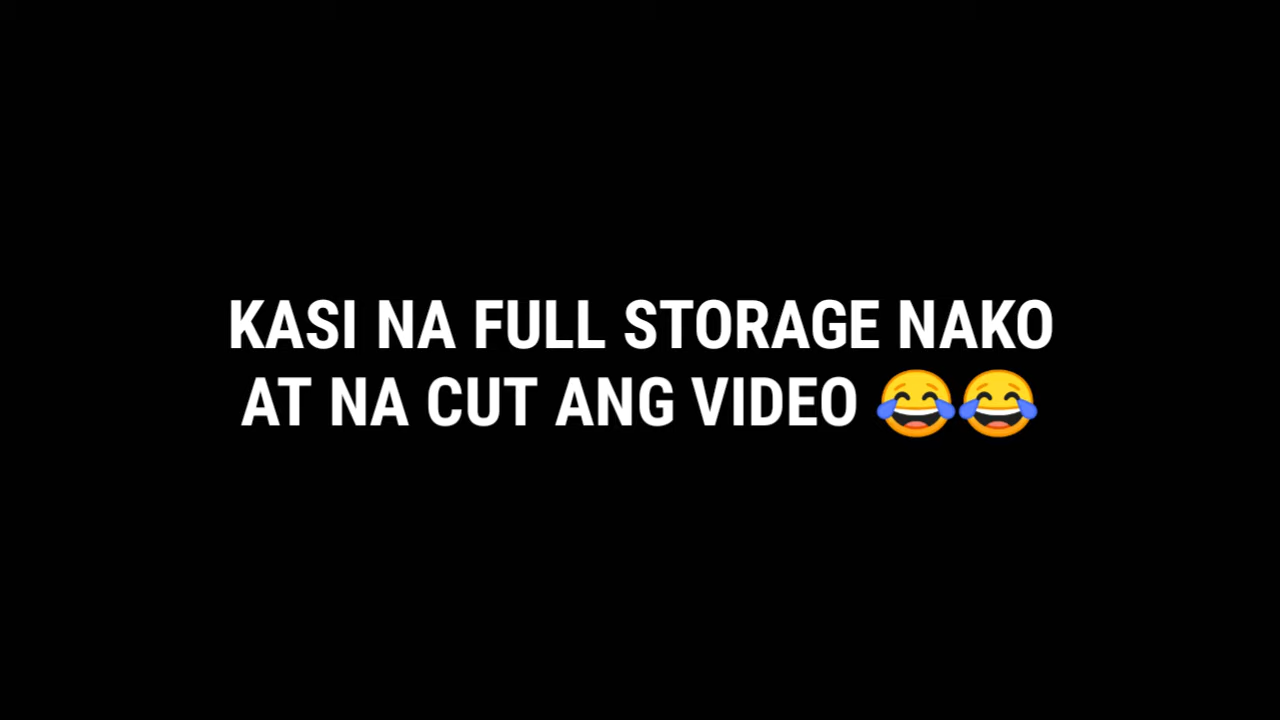 KASI NA FULL STORAGE NAKO
AT NA CUT ANG VIDEO 😂😂